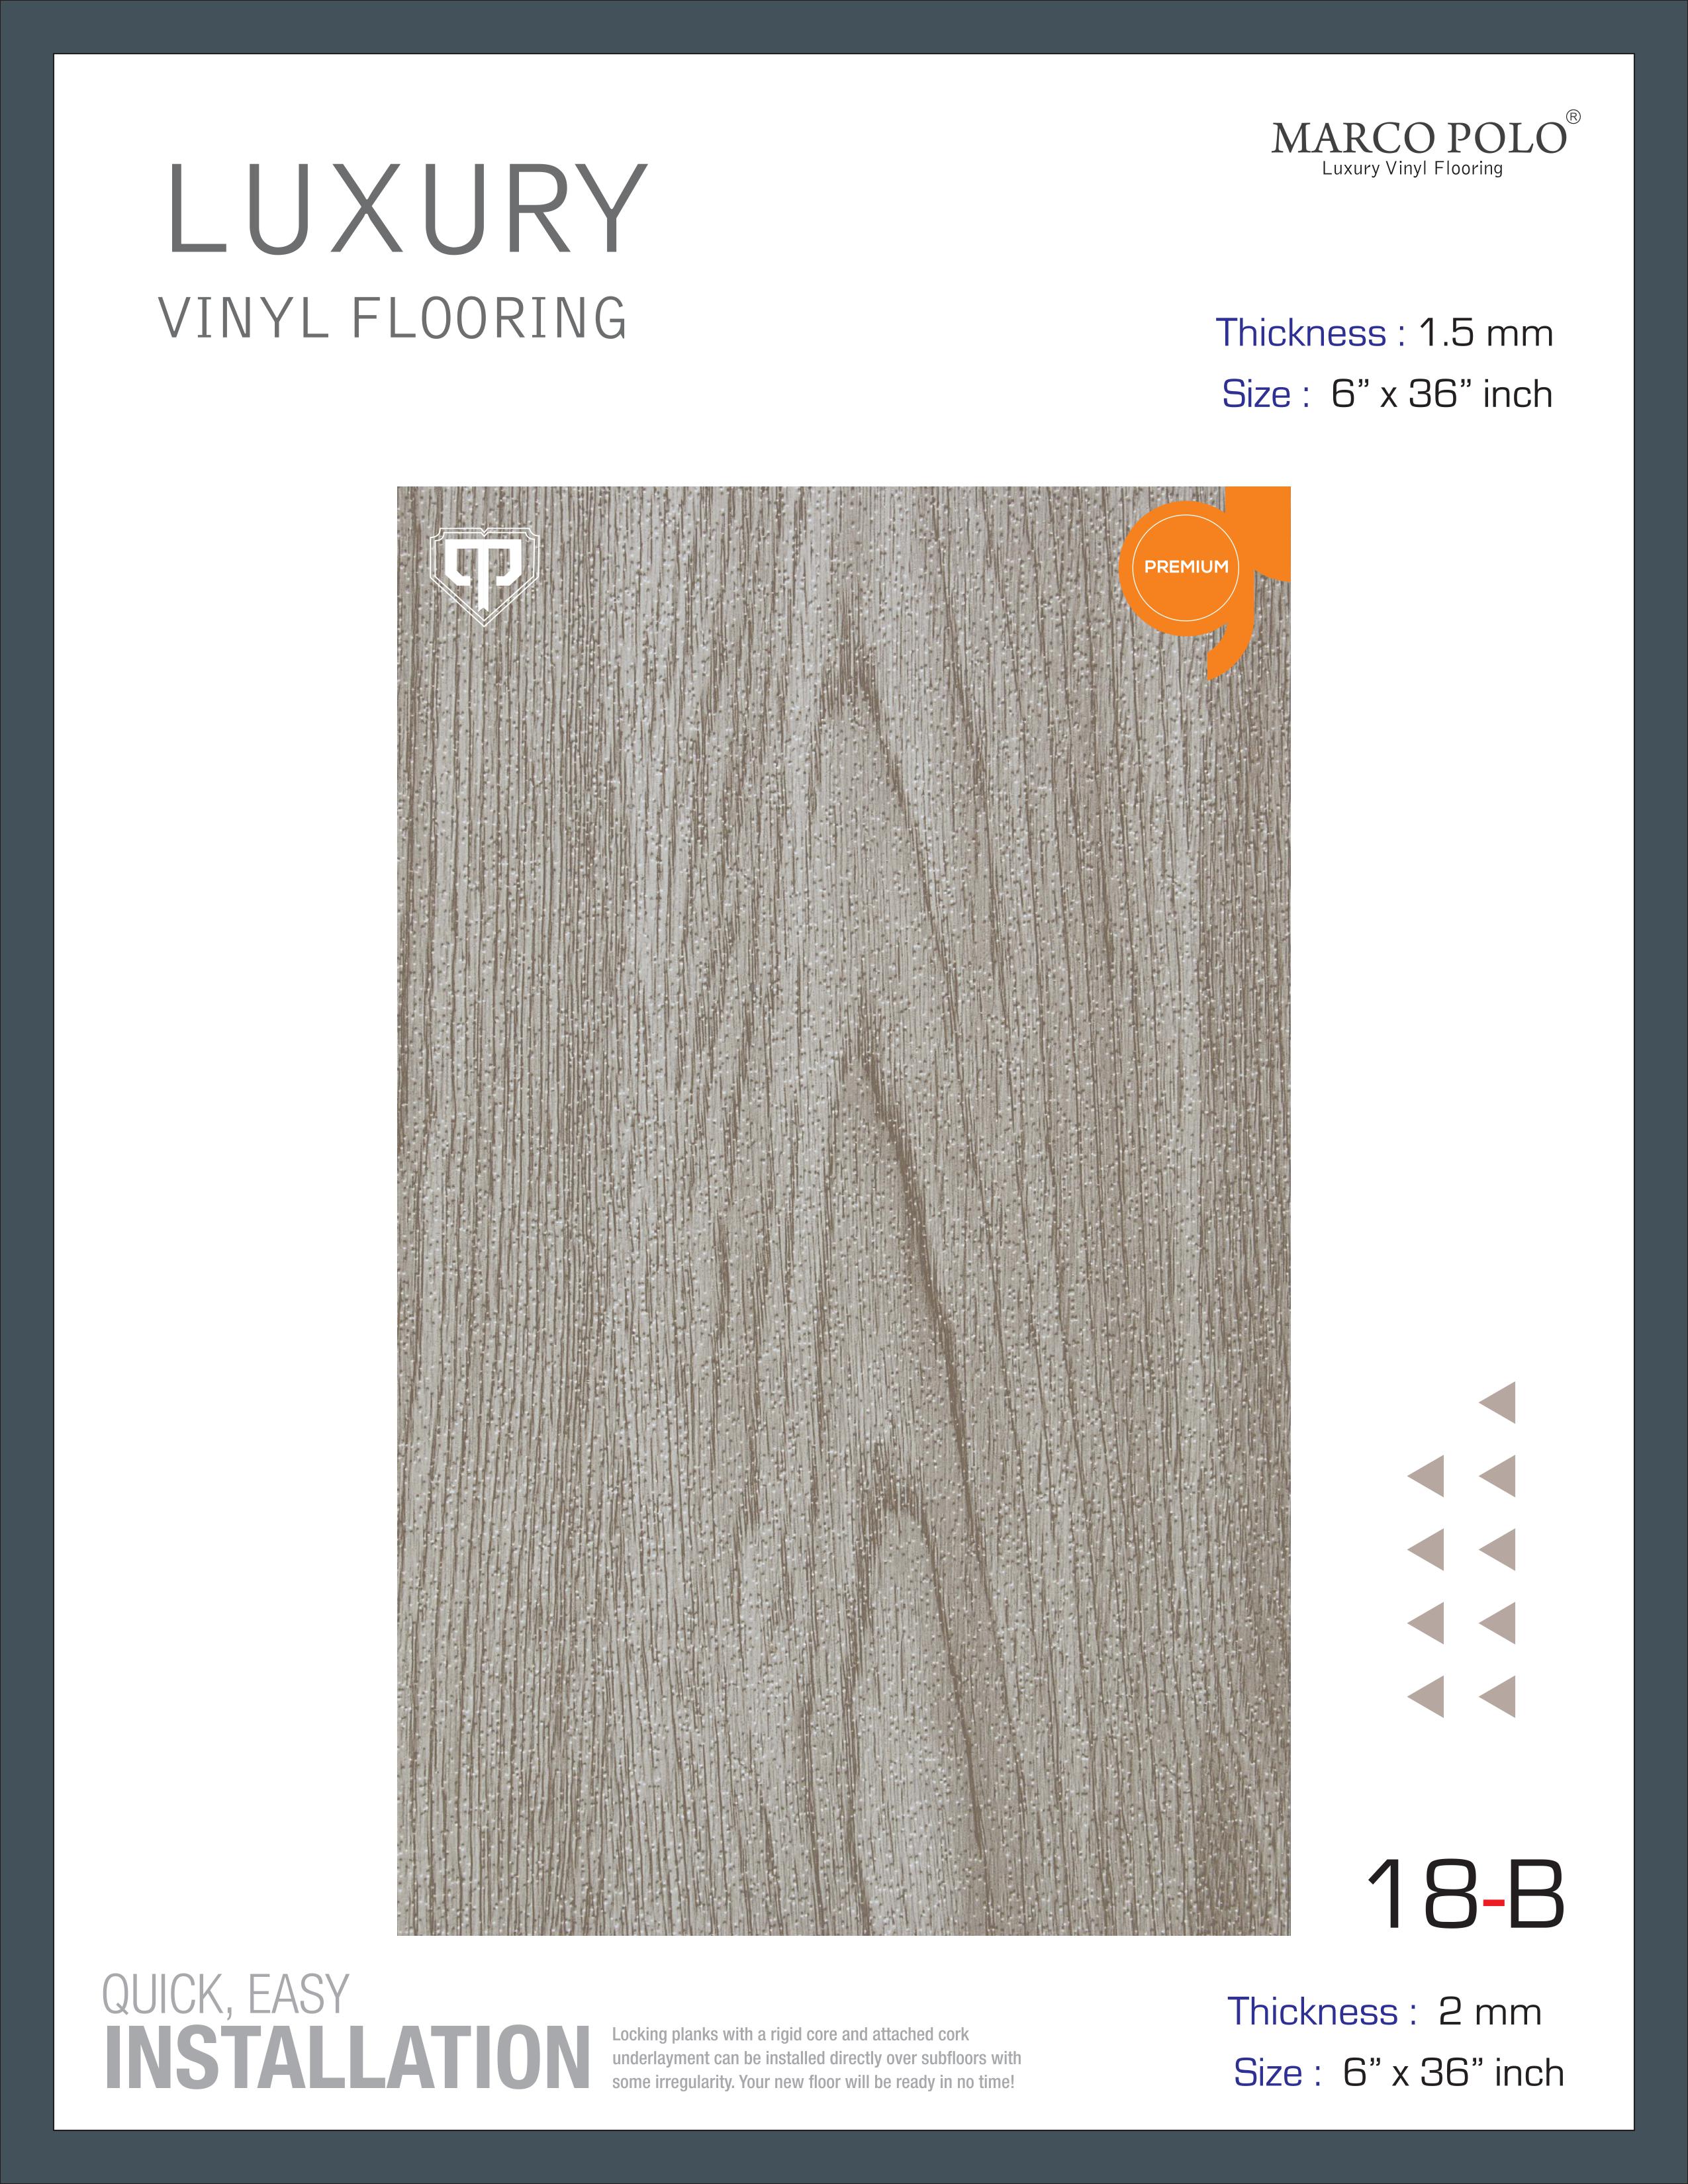 MARCO POLO®
Luxury Vinyl Flooring
LUXURY
VINYL FLOORING
Thickness : 1.5 mm
Size : 6” x 36” inch
PREMIUM
18-B
QUICK, EASY
INSTALLATION
Locking planks with a rigid core and attached cork
underlayment can be installed directly over subfloors with
some irregularity. Your new floor will be ready in no time!
Thickness : 2 mm
Size : 6” x 36” inch